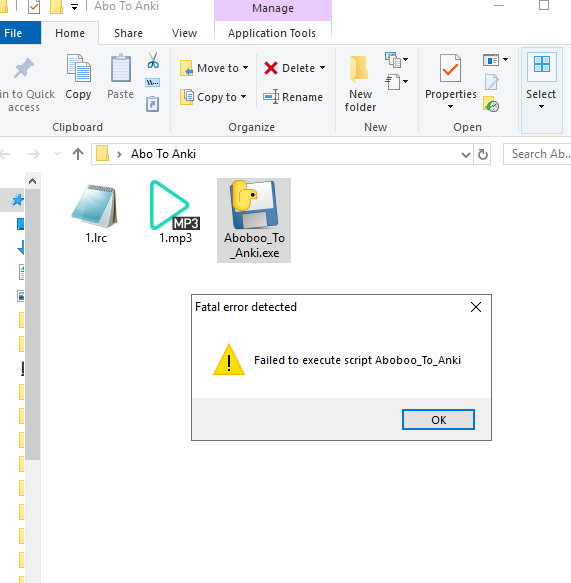 Abo To Anki
Manage
File
Home
Share
View
Application Tools
in to Quick
access
Copy
Paste
Move to
Copy to
Delete
Rename
New
folder
Properties
Select
Clipboard
Organize
New
Open
Abo To Anki
Search Ab...
1.lrc
MP3
1.mp3
Aboboo_To
_Anki.exe
Fatal error detected
Failed to execute script Aboboo_To_Anki
OK